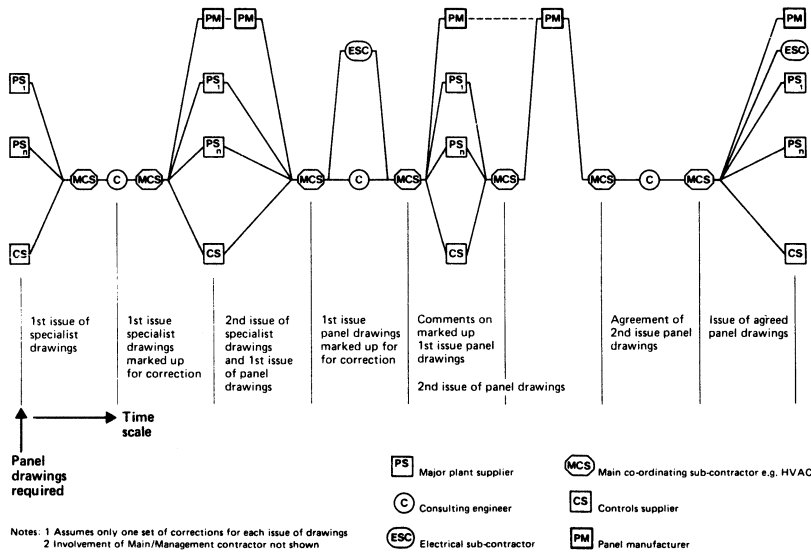 PM
PM
PM
PM
PM
ESC
ESC
PS1
PS1
PS1
PS1
PSn
PSn
PSn
PSn
MCS
C
MCS
MCS
C
MCS
MCS
MCS
C
MCS
CS
CS
CS
CS
1st issue of
specialist
drawings
1st issue
specialist
drawings
marked up
for correction
2nd issue of
specialist
drawings
and 1st issue
of panel
drawings
1st issue
panel drawings
marked up for
for correction
Comments on
marked up
1st issue panel
drawings
2nd issue of panel drawings
Agreement of
2nd issue panel
drawings
Issue of agreed
panel drawings
Time
scale
Panel
drawings
required
PS Major plant supplier
MCS Main co-ordinating sub-contractor e.g. HVAC
C Consulting engineer
CS Controls supplier
ESC Electrical sub-contractor
PM Panel manufacturer
Notes: 1 Assumes only one set of corrections for each issue of drawings
2 Involvement of Main/Management contractor not shown